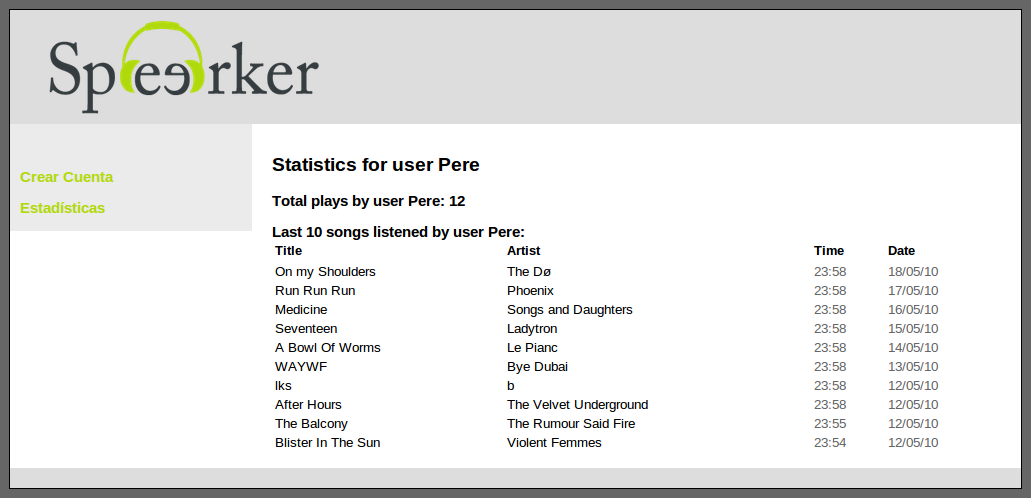 Speerker
Crear Cuenta
Estadísticas
Statistics for user Pere
Total plays by user Pere: 12
Last 10 songs listened by user Pere:
Title Artist Time Date
On my Shoulders The Dø 23:58 18/05/10
Run Run Run Phoenix 23:58 17/05/10
Medicine Songs and Daughters 23:58 16/05/10
Seventeen Ladytron 23:58 15/05/10
A Bowl Of Worms Le Pianc 23:58 14/05/10
WAYWF Bye Dubai 23:58 13/05/10
lks b 23:58 12/05/10
After Hours The Velvet Underground 23:58 12/05/10
The Balcony The Rumour Said Fire 23:55 12/05/10
Blister In The Sun Violent Femmes 23:54 12/05/10